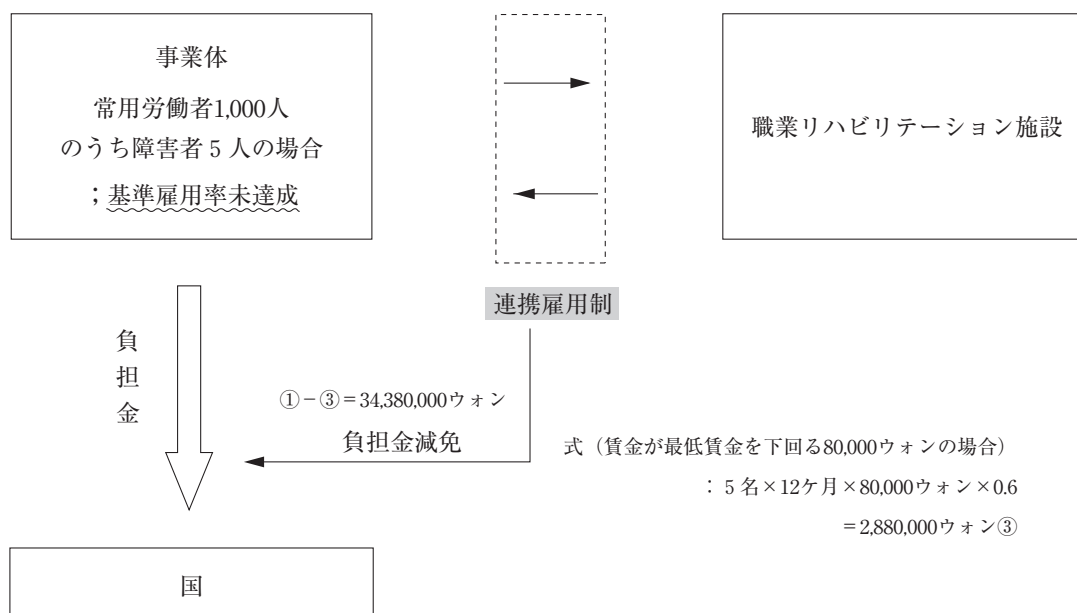 事業体
常用労働者1,000人
のうち障害者5人の場合
;基準雇用率未達成
職業リハビリテーション施設
連携雇用制
負担金
①−③=34,380,000ウォン
負担金減免
式（賃金が最低賃金を下回る80,000ウォンの場合）
：5名×12ケ月×80,000ウォン×0.6
=2,880,000ウォン③
国